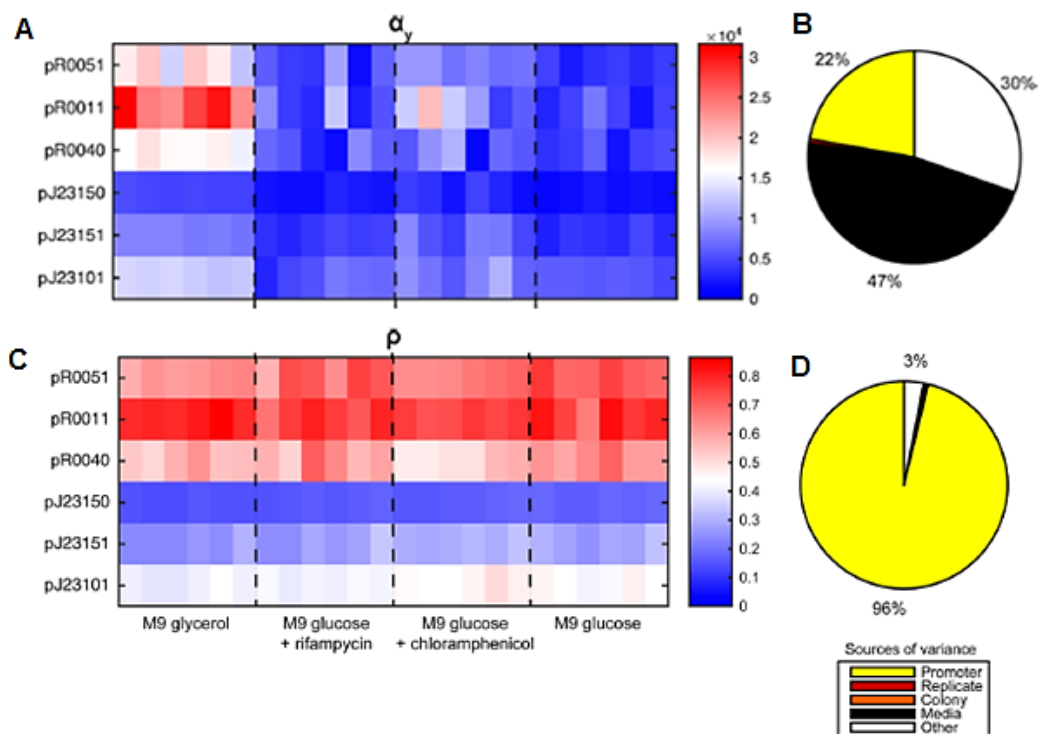 A
α_y
×10⁴
pR0051
pR0011
pR0040
pJ23150
pJ23151
pJ23101
3
2.5
2
1.5
1
0.5
0
B
22%
30%
47%
C
ρ
pR0051
pR0011
pR0040
pJ23150
pJ23151
pJ23101
0.8
0.7
0.6
0.5
0.4
0.3
0.2
0.1
0
M9 glycerol
M9 glucose
+ rifampycin
M9 glucose
+ chloramphenicol
M9 glucose
D
3%
96%
Sources of variance
Promoter
Replicate
Colony
Media
Other